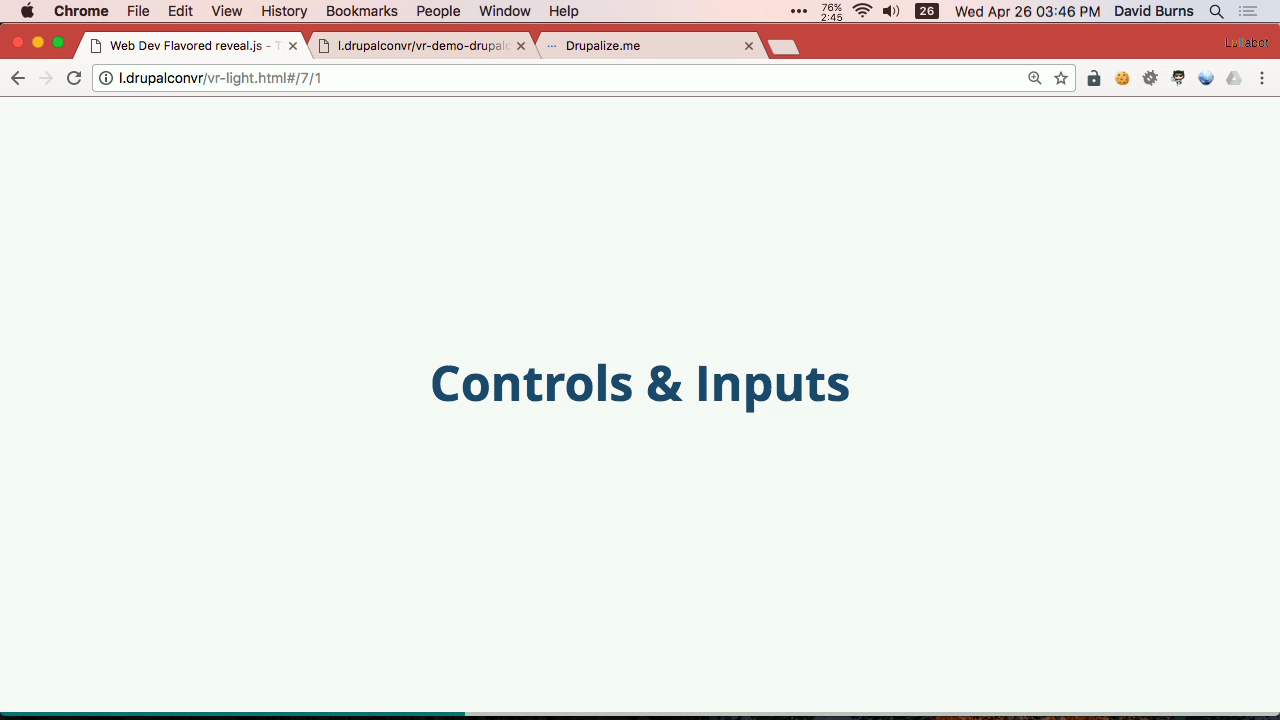 Chrome File Edit View History Bookmarks People Window Help ••• 76% 2:45 26 Wed Apr 26 03:46 PM David Burns
Web Dev Flavored reveal.js - T l.drupalconvr/vr-demo-drupalc Drupalize.me Lullabot
l.drupalconvr/vr-light.html#/7/1
Controls & Inputs